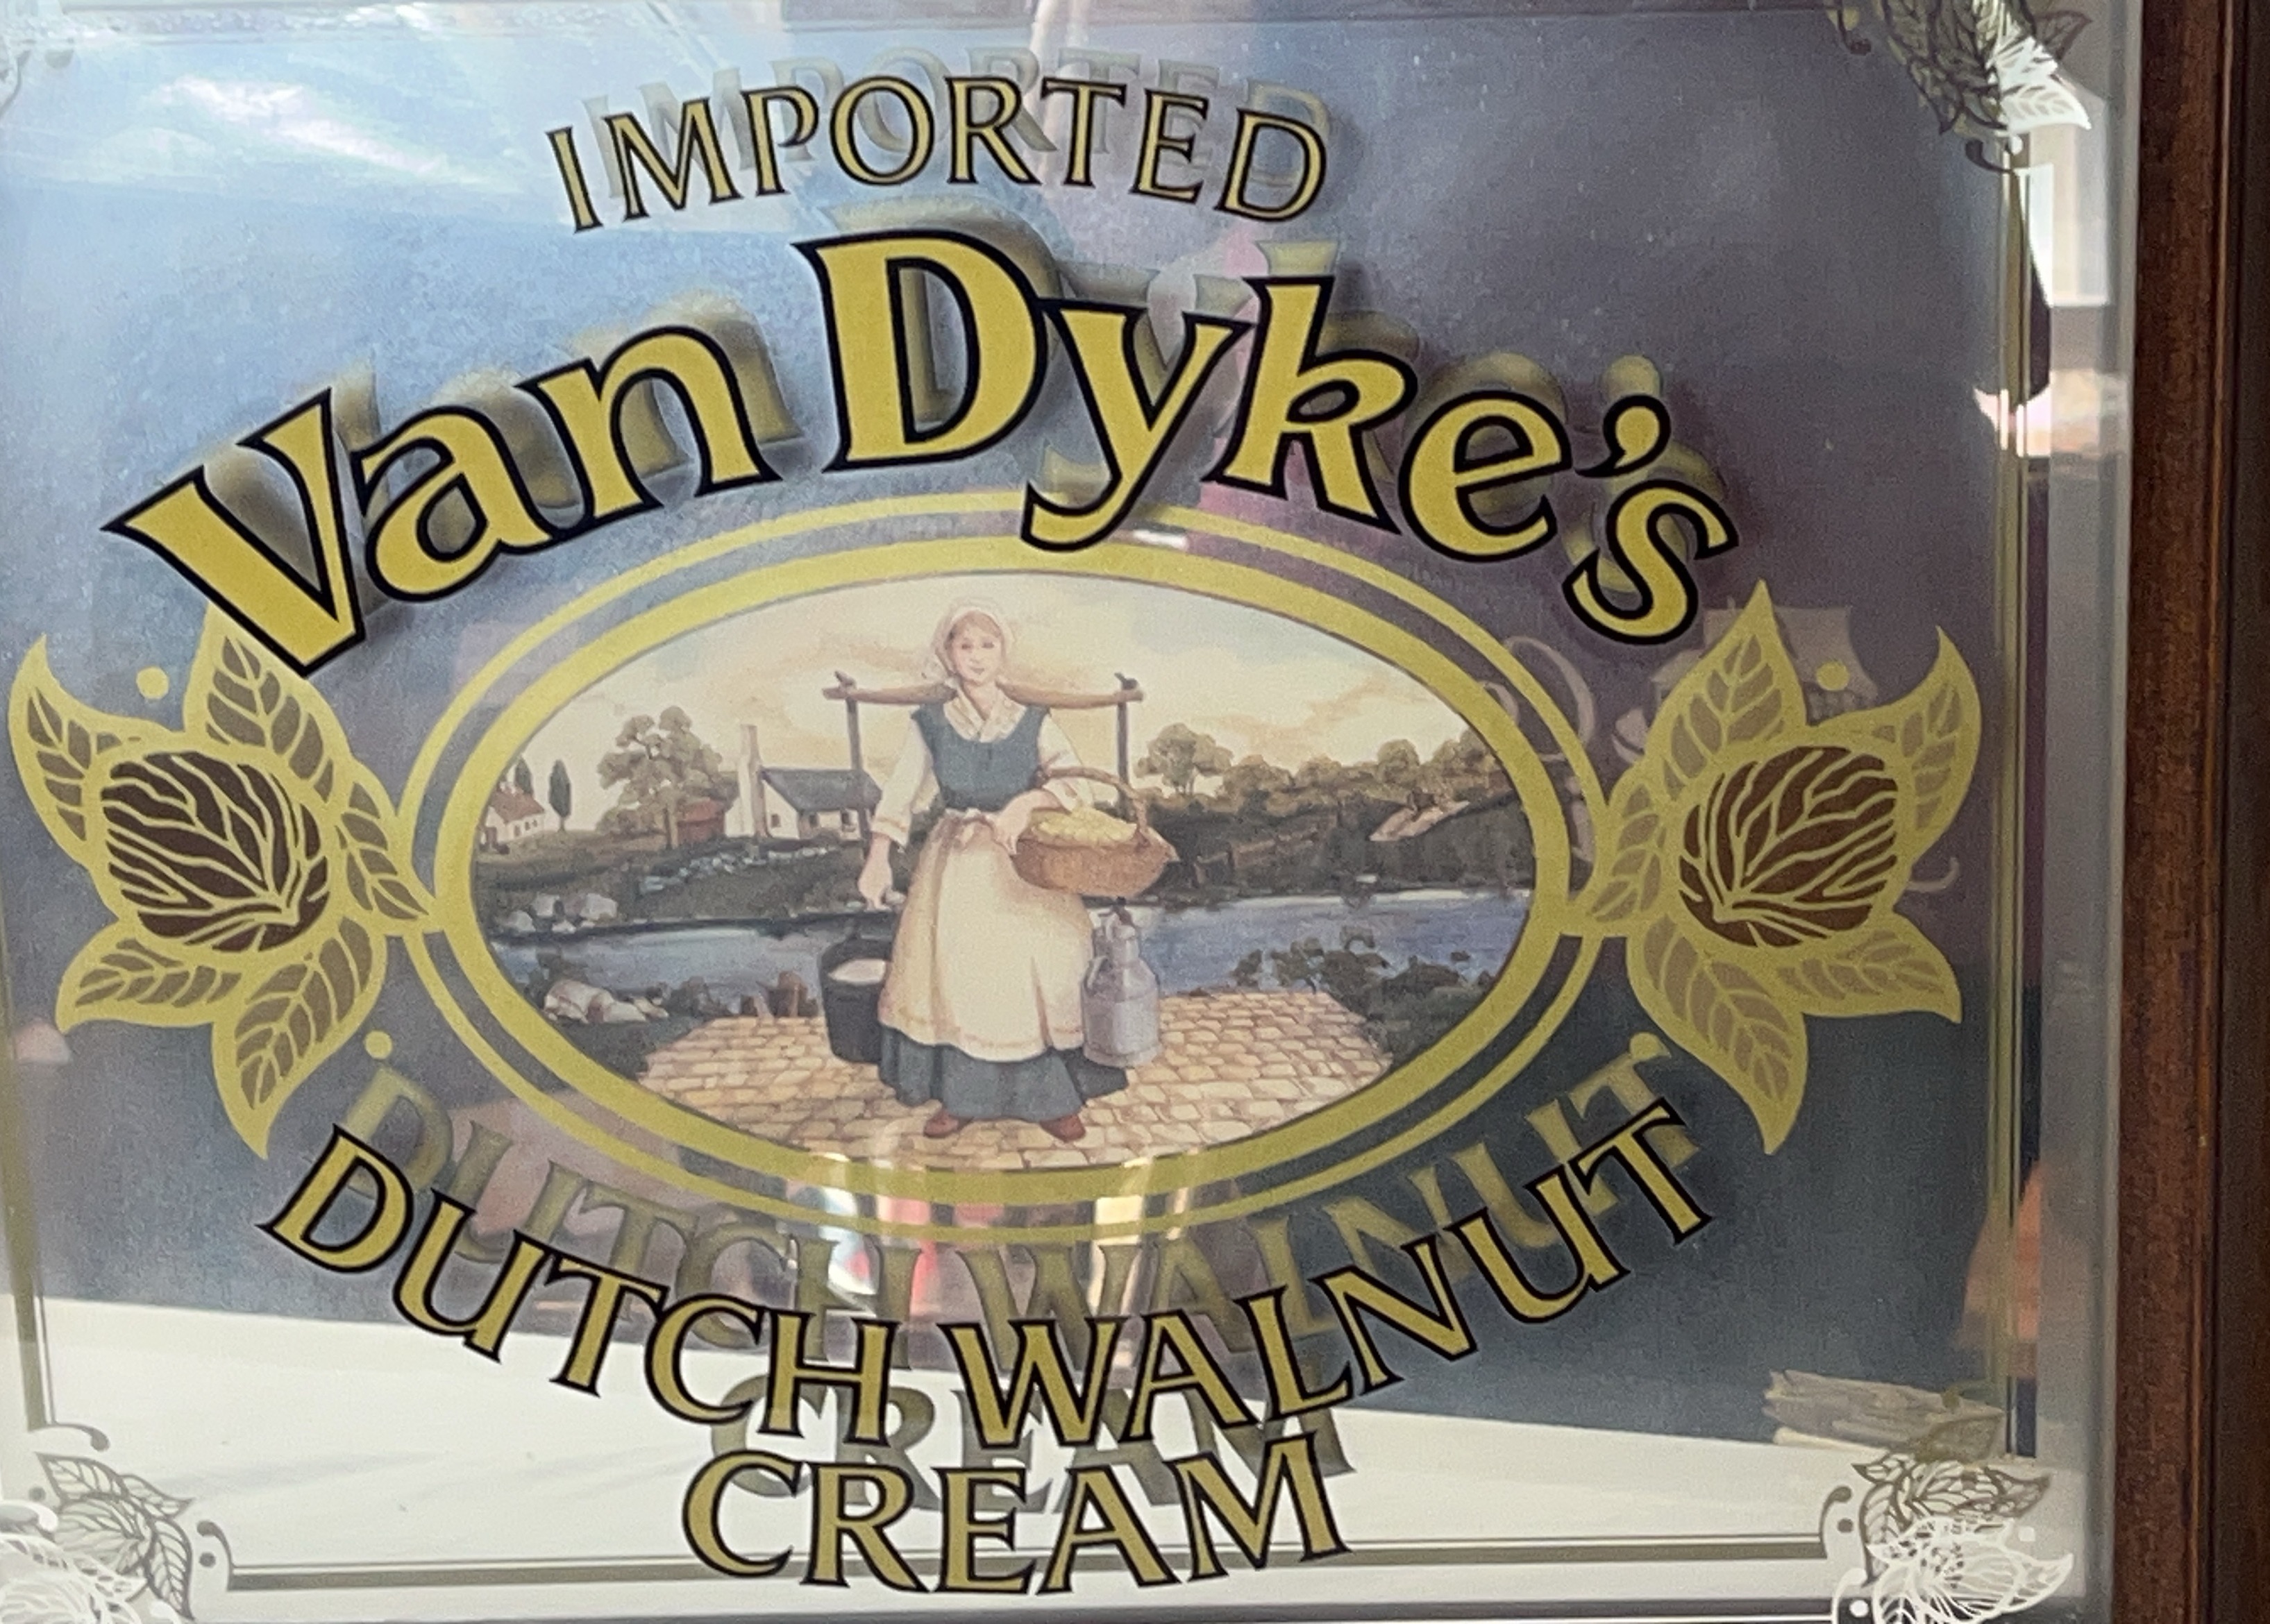 IMPORTED
Van Dyke's
DUTCH WALNUT
CREAM